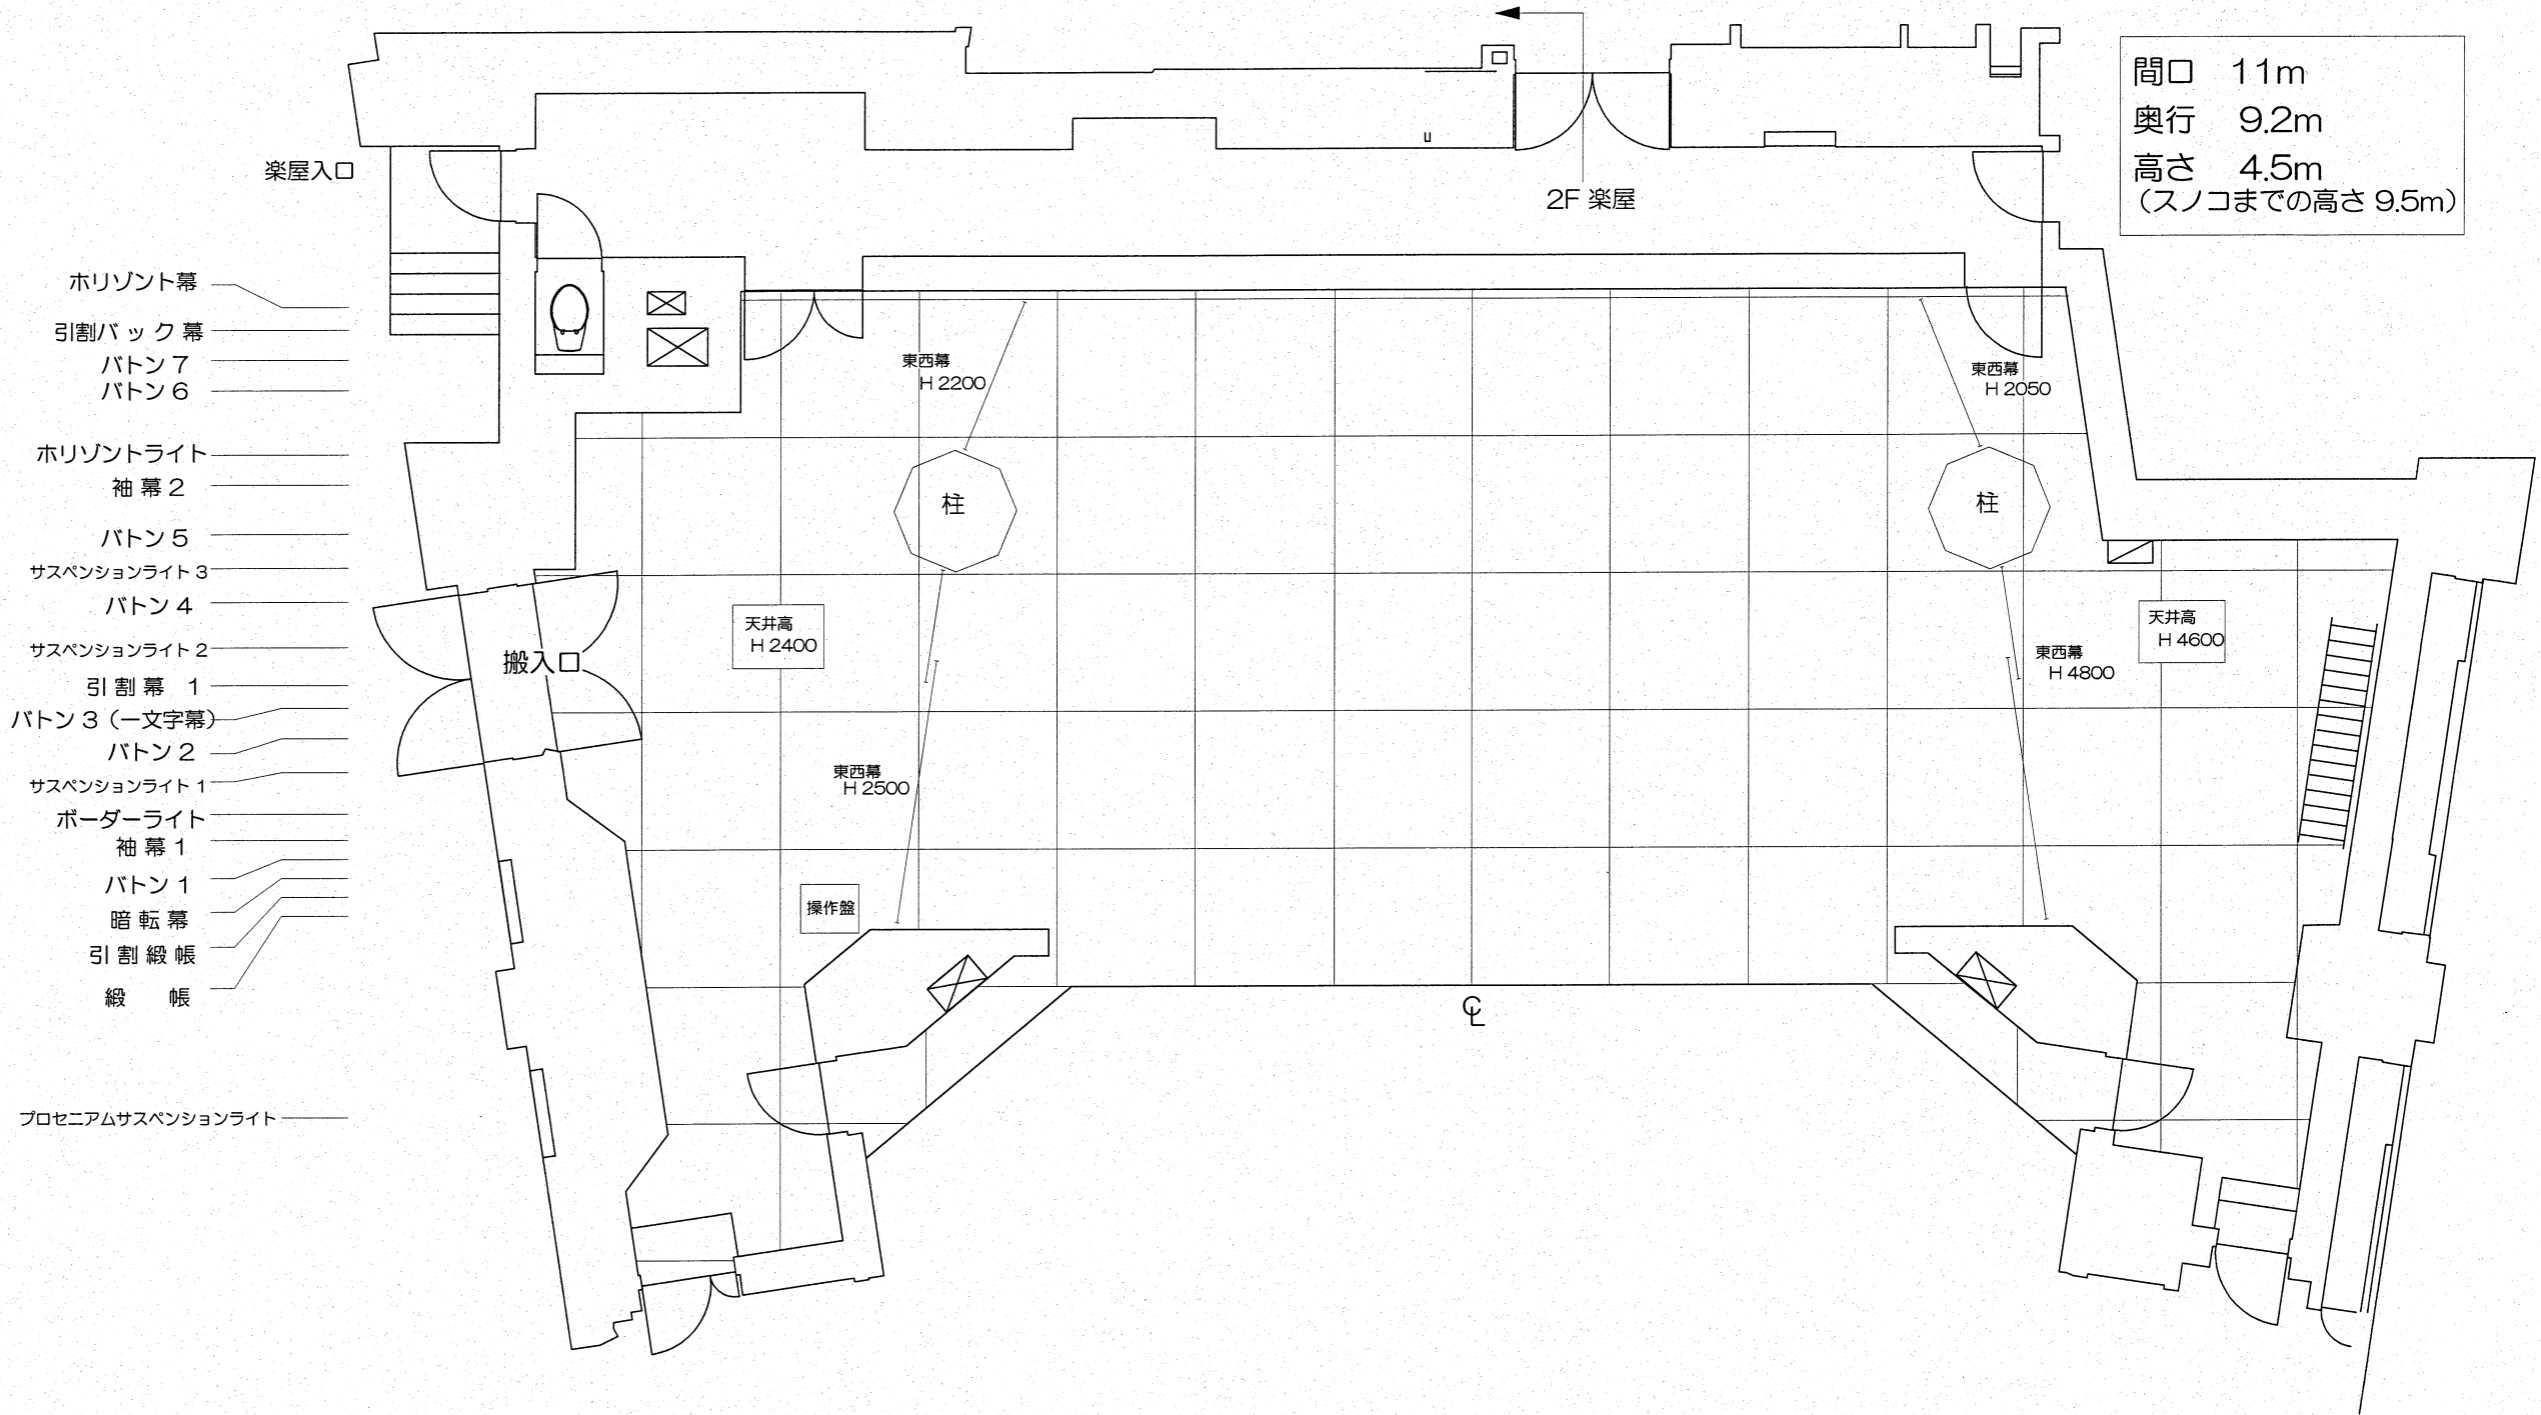 間口 11m
奥行 9.2m
高さ 4.5m
（スノコまでの高さ 9.5m）
楽屋入口
2F 楽屋
ホリゾント幕
引割バック幕
バトン 7
バトン 6
ホリゾントライト
袖幕 2
バトン 5
サスペンションライト 3
バトン 4
サスペンションライト 2
引割幕 1
バトン 3（一文字幕）
バトン 2
サスペンションライト 1
ボーダーライト
袖幕 1
バトン 1
暗転幕
引割緞帳
緞帳
プロセニアムサスペンションライト
東西幕
H 2200
東西幕
H 2050
柱
柱
搬入口
天井高
H 2400
天井高
H 4600
東西幕
H 4800
東西幕
H 2500
操作盤
℄